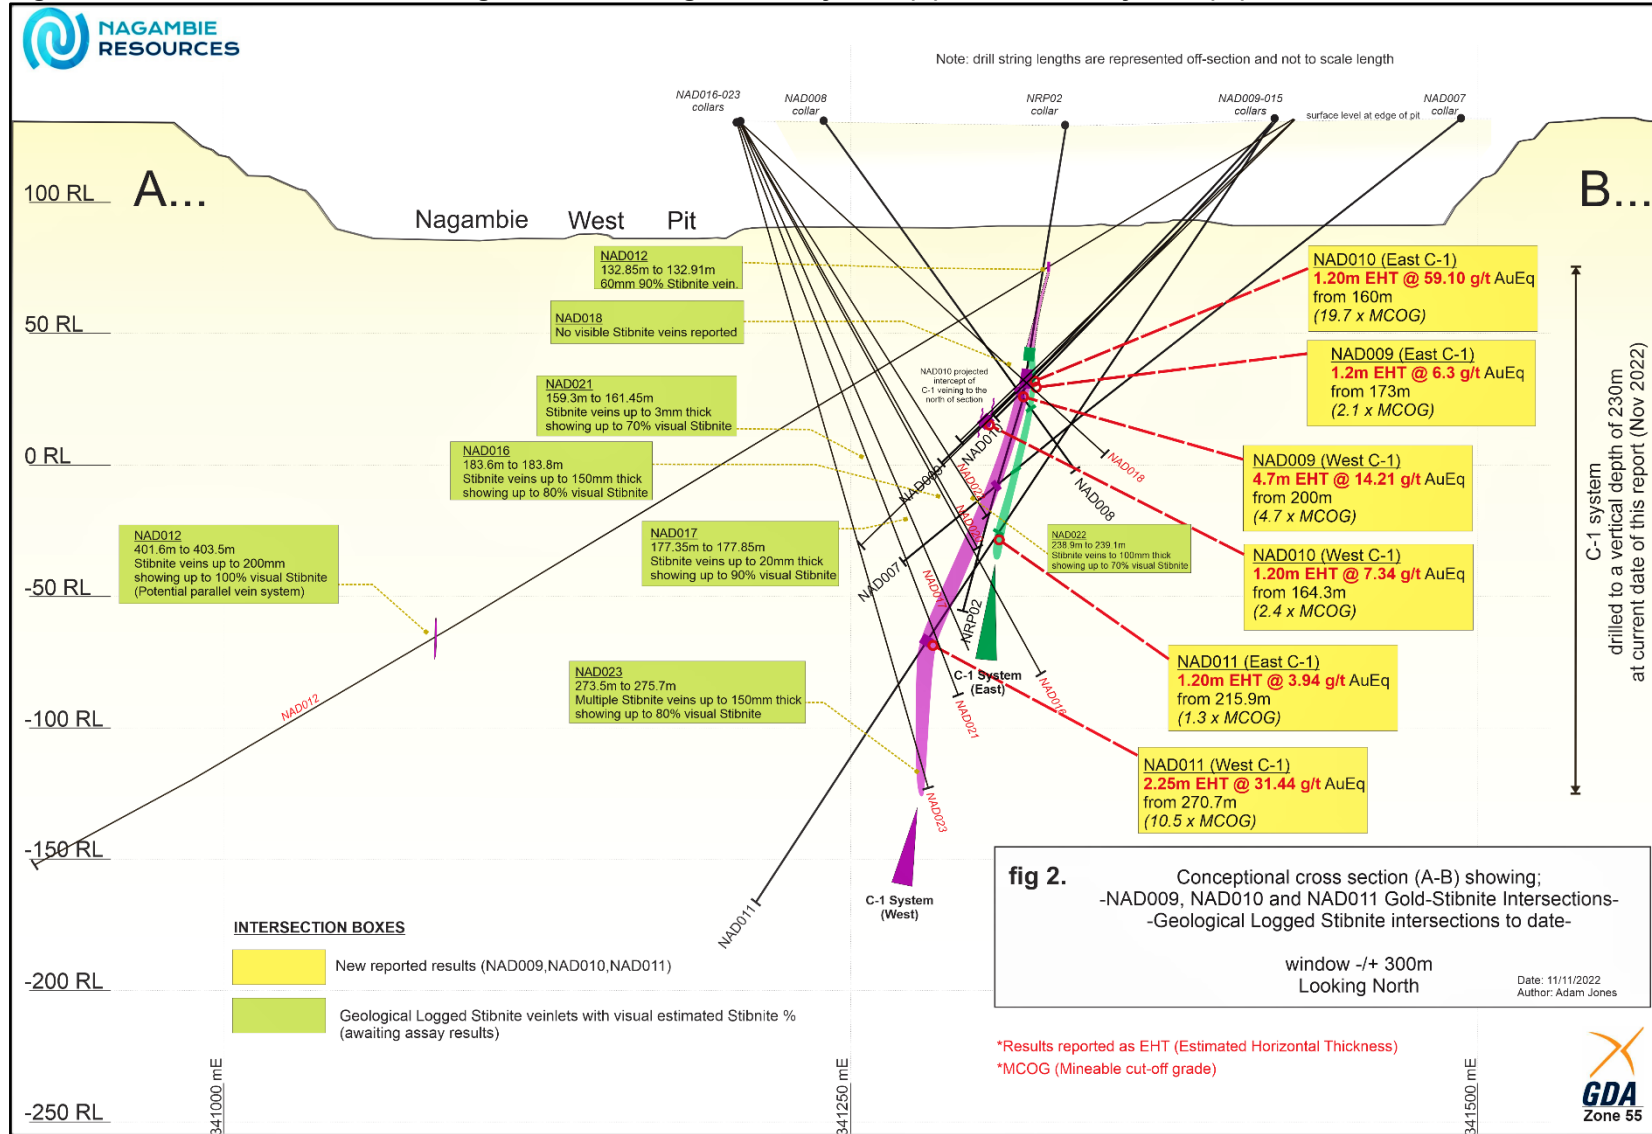 NAGAMBIE
RESOURCES
Note: drill string lengths are represented off-section and not to scale length
NAD016-023
collars
NAD008
collar
NRP02
collar
NAD009-015
collars
surface level at edge of pit
NAD007
collar
100 RL
A...
B...
Nagambie West Pit
NAD012
132.85m to 132.91m
60mm 90% Stibnite vein.
NAD010 (East C-1)
1.20m EHT @ 59.10 g/t AuEq
from 160m
(19.7 x MCOG)
NAD018
No visible Stibnite veins reported
50 RL
NAD009 (East C-1)
1.2m EHT @ 6.3 g/t AuEq
from 173m
(2.1 x MCOG)
NAD010 projected
intercept of
C-1 veining to the
north of section
NAD021
159.3m to 161.45m
Stibnite veins up to 3mm thick
showing up to 70% visual Stibnite
NAD016
183.6m to 183.8m
Stibnite veins up to 150mm thick
showing up to 80% visual Stibnite
0 RL
NAD009
NAD010
NAD018
NAD008
NAD009 (West C-1)
4.7m EHT @ 14.21 g/t AuEq
from 200m
(4.7 x MCOG)
NAD012
401.6m to 403.5m
Stibnite veins up to 200mm
showing up to 100% visual Stibnite
(Potential parallel vein system)
NAD017
177.35m to 177.85m
Stibnite veins up to 20mm thick
showing up to 90% visual Stibnite
NAD022
238.9m to 239.1m
Stibnite veins to 100mm thick
showing up to 70% visual Stibnite
NAD010 (West C-1)
1.20m EHT @ 7.34 g/t AuEq
from 164.3m
(2.4 x MCOG)
C-1 system
drilled to a vertical depth of 230m
at current date of this report (Nov 2022)
-50 RL
NAD007
NAD017
NRP02
NAD011 (East C-1)
1.20m EHT @ 3.94 g/t AuEq
from 215.9m
(1.3 x MCOG)
NAD023
273.5m to 275.7m
Multiple Stibnite veins up to 150mm thick
showing up to 80% visual Stibnite
C-1 System
(East)
NAD016
NAD012
NAD021
-100 RL
NAD011 (West C-1)
2.25m EHT @ 31.44 g/t AuEq
from 270.7m
(10.5 x MCOG)
NAD023
-150 RL
C-1 System
(West)
NAD011
fig 2.
Conceptional cross section (A-B) showing;
-NAD009, NAD010 and NAD011 Gold-Stibnite Intersections-
-Geological Logged Stibnite intersections to date-
window -/+ 300m
Looking North
Date: 11/11/2022
Author: Adam Jones
INTERSECTION BOXES
New reported results (NAD009,NAD010,NAD011)
-200 RL
Geological Logged Stibnite veinlets with visual estimated Stibnite %
(awaiting assay results)
*Results reported as EHT (Estimated Horizontal Thickness)
*MCOG (Mineable cut-off grade)
-250 RL
341000 mE
341250 mE
341500 mE
GDA
Zone 55